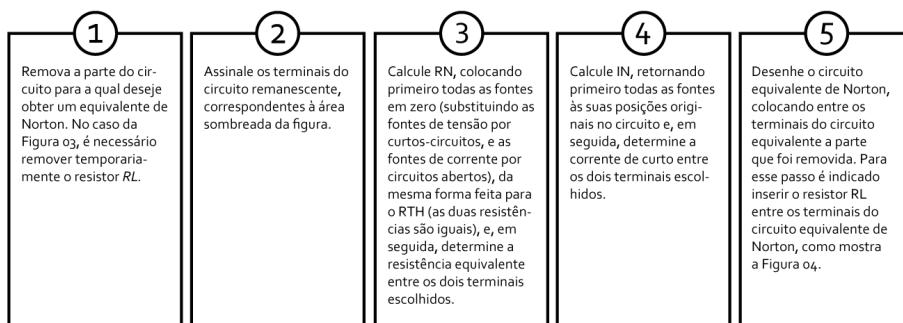 1
Remova a parte do cir-
cuito para a qual deseje
obter um equivalente de
Norton. No caso da
Figura 03, é necessário
remover temporaria-
mente o resistor RL.
2
Assinale os terminais do
circuito remanescente,
correspondentes à área
sombreada da figura.
3
Calcule RN, colocando
primeiro todas as fontes
em zero (substituindo as
fontes de tensão por
curtos-circuitos, e as
fontes de corrente por
circuitos abertos), da
mesma forma feita para
o RTH (as duas resistên-
cias são iguais), e, em
seguida, determine a
resistência equivalente
entre os dois terminais
escolhidos.
4
Calcule IN, retornando
primeiro todas as fontes
às suas posições origi-
nais no circuito e, em
seguida, determine a
corrente de curto entre
os dois terminais escol-
hidos.
5
Desenhe o circuito
equivalente de Norton,
colocando entre os
terminais do circuito
equivalente a parte
que foi removida. Para
esse passo é indicado
inserir o resistor RL
entre os terminais do
circuito equivalente de
Norton, como mostra
a Figura 04.